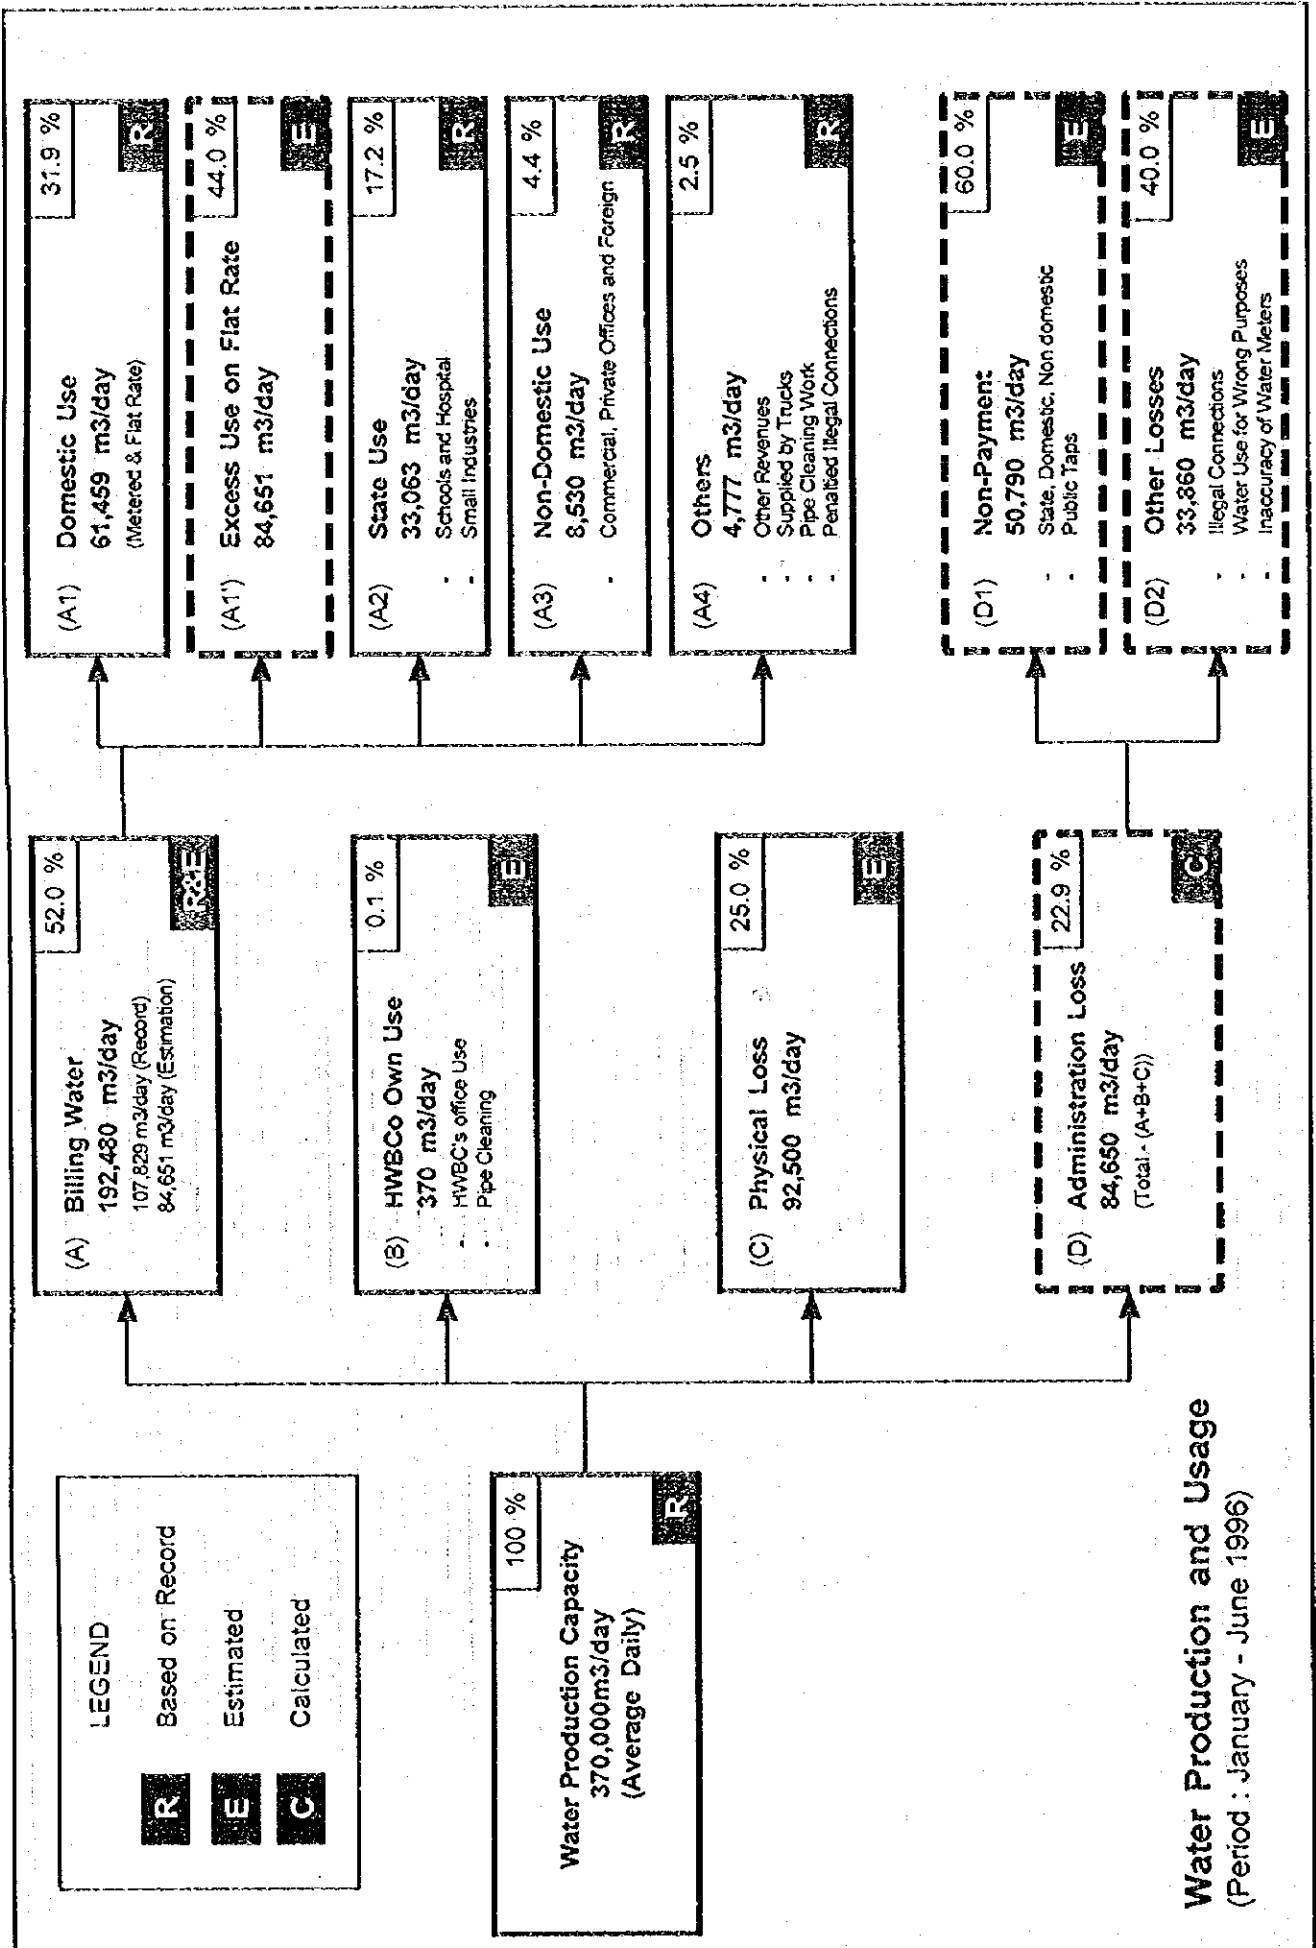 LEGEND
R Based on Record
E Estimated
C Calculated
100 %
Water Production Capacity
370,000m3/day
(Average Daily)
R
52.0 %
(A) Billing Water
192,480 m3/day
107,829 m3/day (Record)
84,651 m3/day (Estimation)
R&E
0.1 %
(B) HWBCo Own Use
370 m3/day
- HWBC's office Use
- Pipe Cleaning
E
25.0 %
(C) Physical Loss
92,500 m3/day
E
22.9 %
(D) Administration Loss
84,650 m3/day
(Total - (A+B+C))
C
31.9 %
(A1) Domestic Use
61,459 m3/day
(Metered & Flat Rate)
R
44.0 %
(A1') Excess Use on Flat Rate
84,651 m3/day
E
17.2 %
(A2) State Use
33,063 m3/day
- Schools and Hospital
- Small Industries
R
4.4 %
(A3) Non-Domestic Use
8,530 m3/day
- Commercial, Private Offices and Foreign
R
2.5 %
(A4) Others
4,777 m3/day
- Other Revenues
- Supplied by Trucks
- Pipe Cleaning Work
- Penaltied Illegal Connections
R
60.0 %
(D1) Non-Payment
50,790 m3/day
- State, Domestic, Non domestic
- Public Taps
E
40.0 %
(D2) Other Losses
33,860 m3/day
- Illegal Connections
- Water Use for Wrong Purposes
- Inaccuracy of Water Meters
E
Water Production and Usage
(Period : January - June 1996)